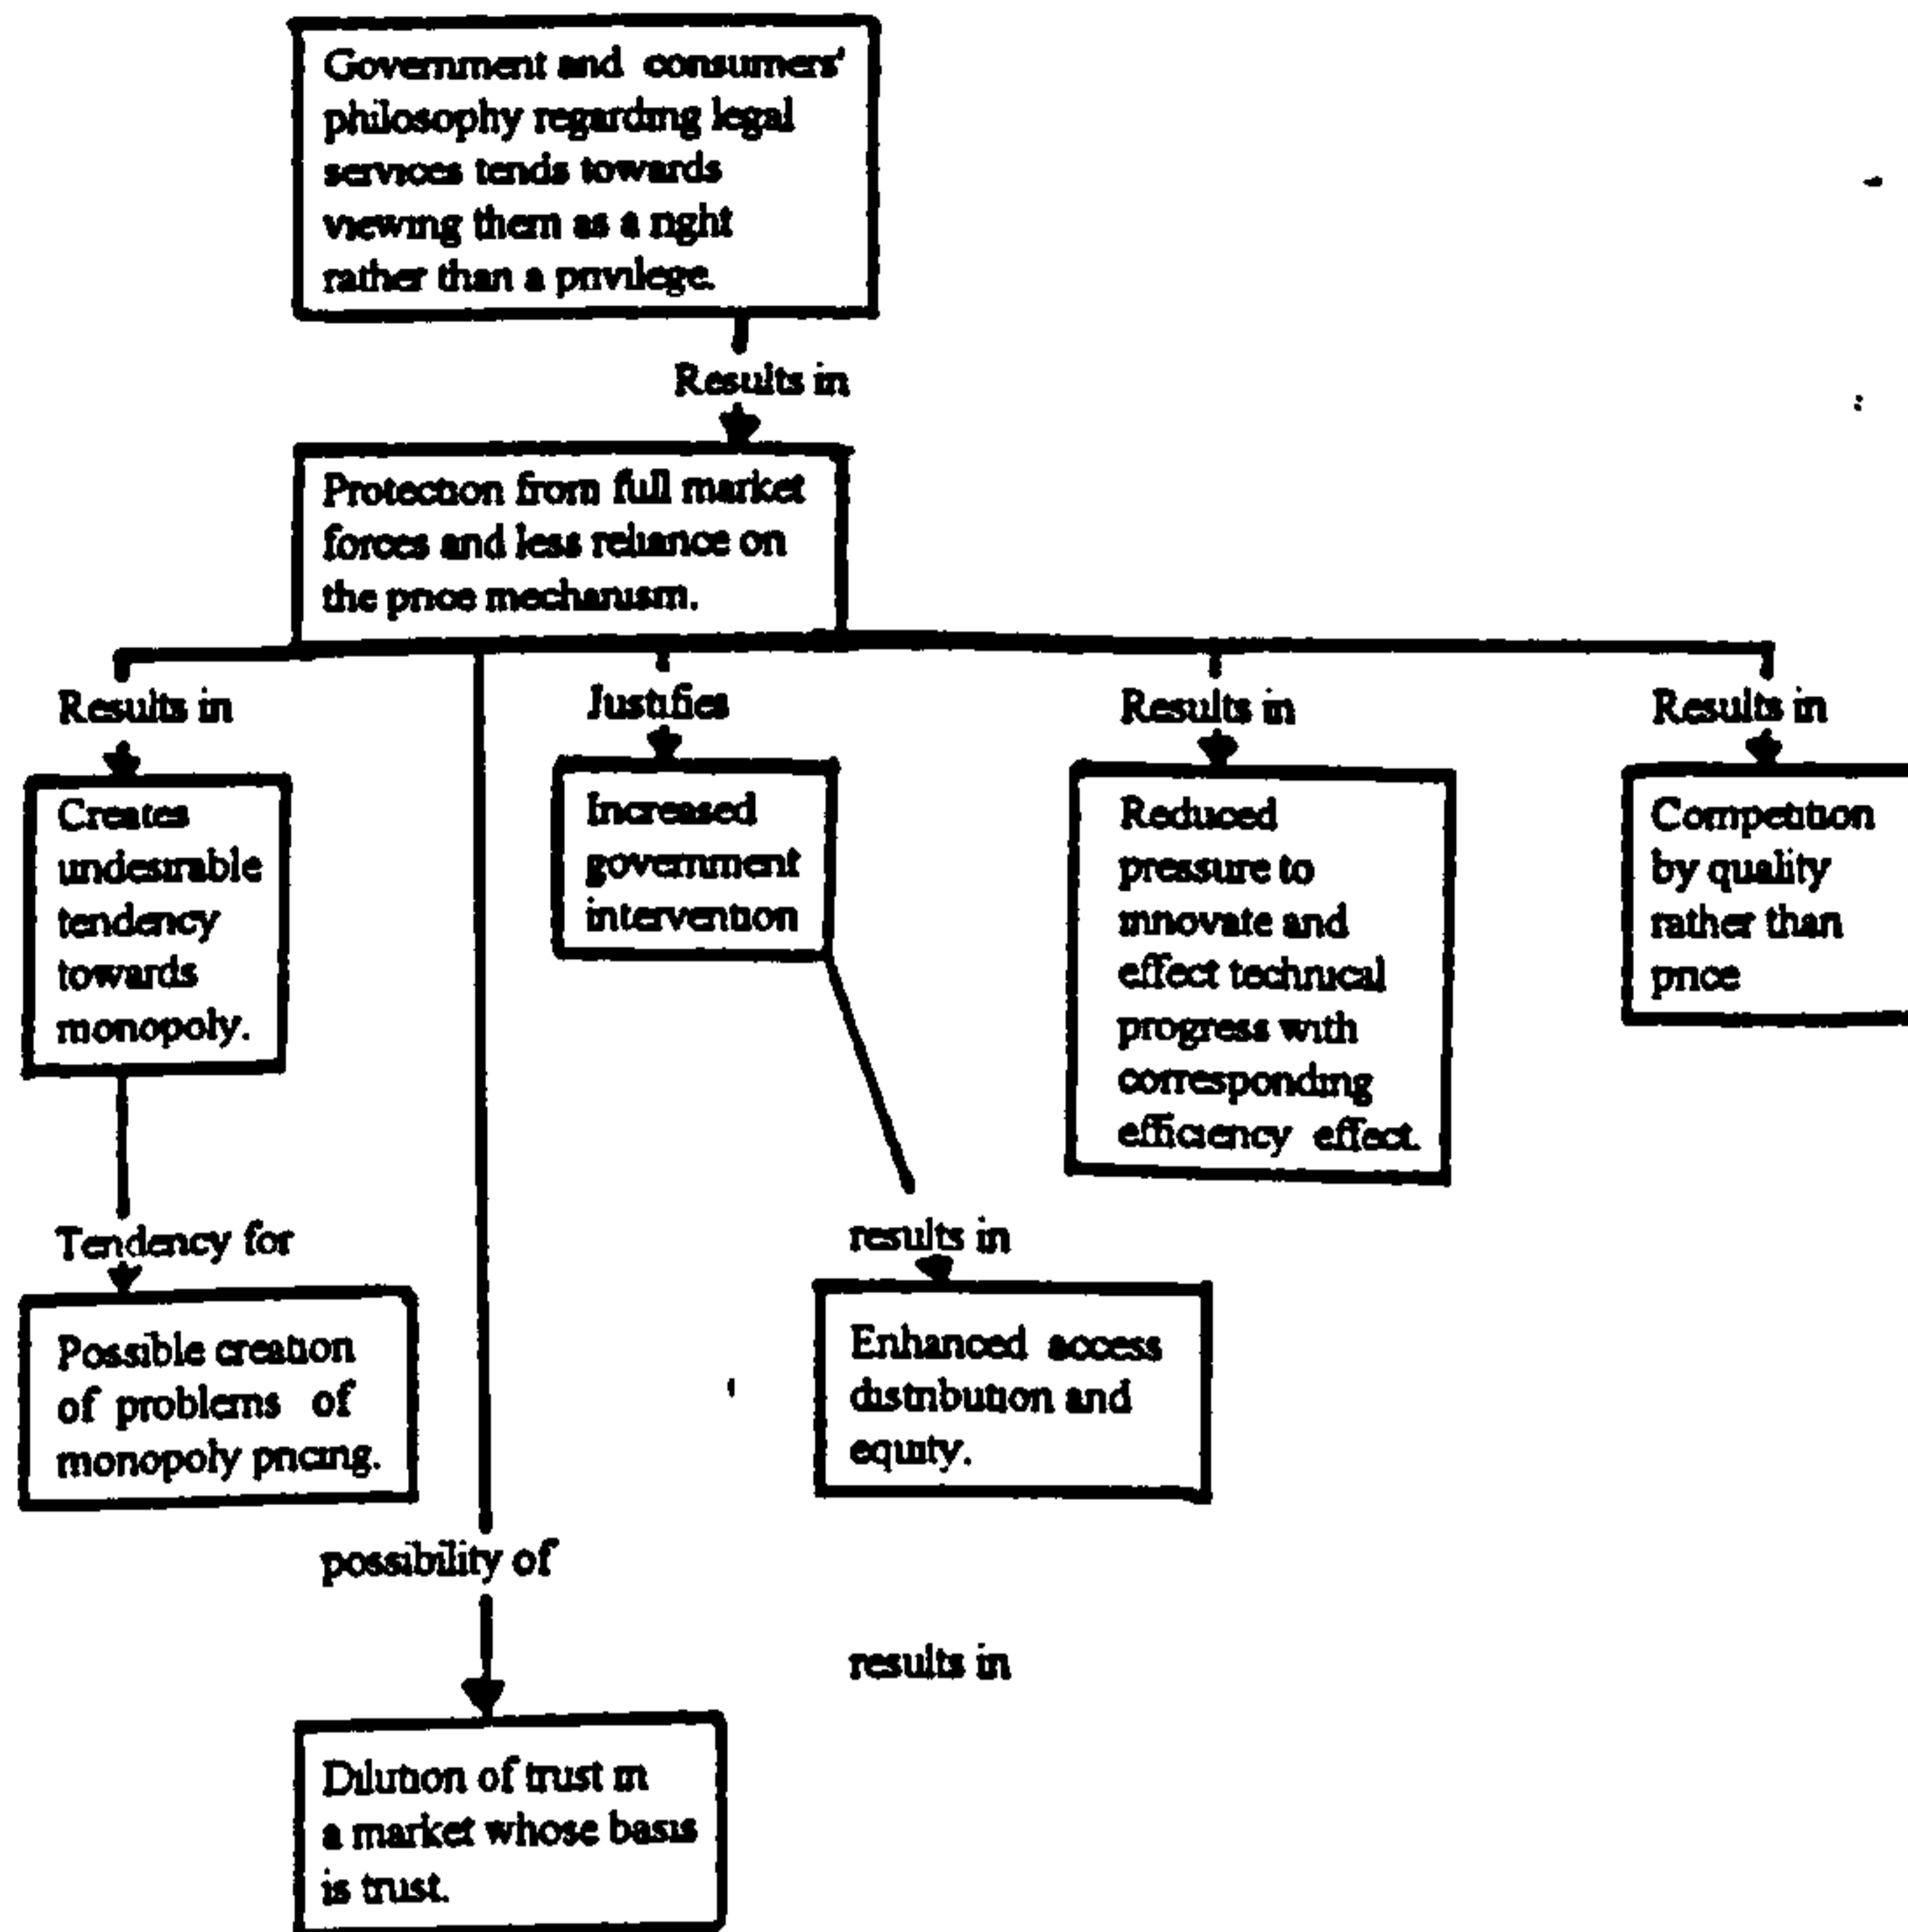 Government and consumers'
philosophy regarding legal
services tends towards
viewing them as a right
rather than a privilege.
Results in
Protection from full market
forces and less reliance on
the price mechanism.
Results in
Creates
undesirable
tendency
towards
monopoly.
Tendency for
Possible creation
of problems of
monopoly pricing.
possibility of
Dilution of trust in
a market whose basis
is trust.
Justifies
Increased
government
intervention
results in
Enhanced access
distribution and
equity.
results in
Results in
Reduced
pressure to
innovate and
effect technical
progress with
corresponding
efficiency effect.
Results in
Competition
by quality
rather than
price